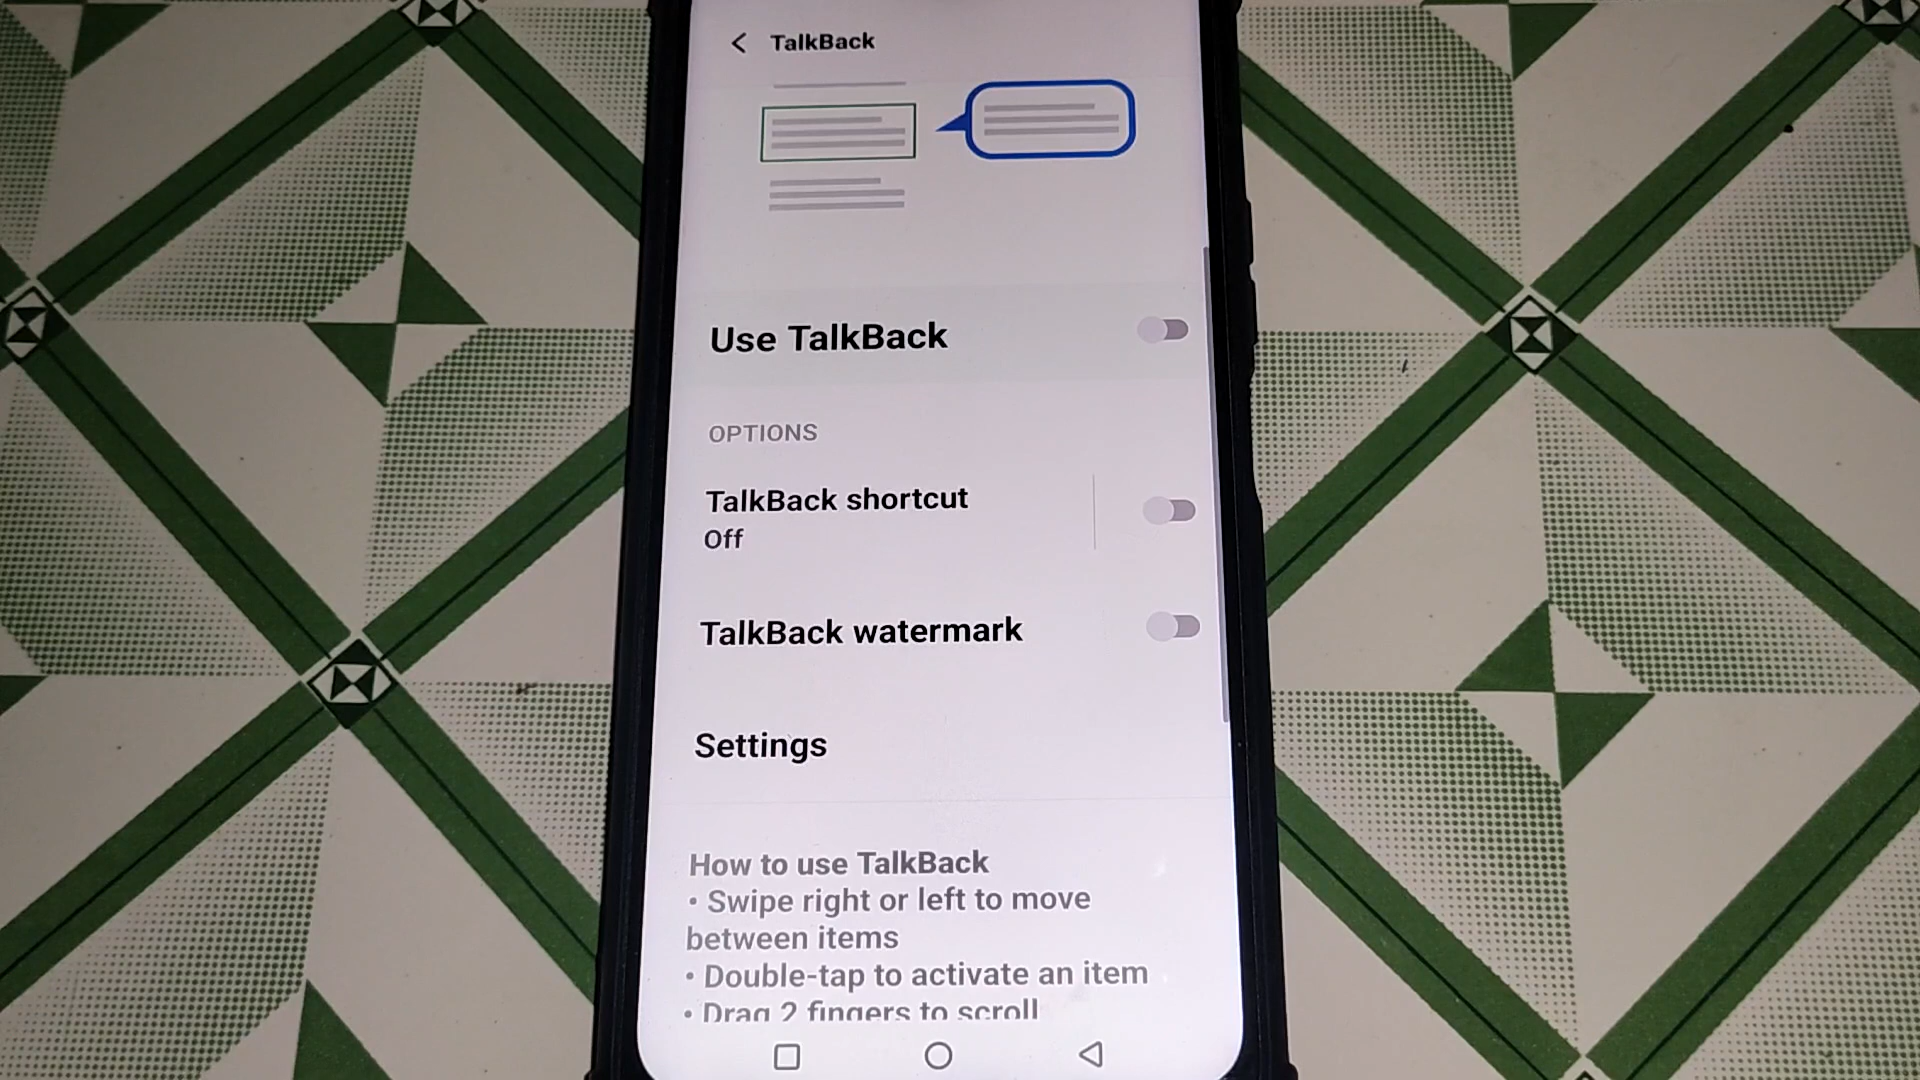 TalkBack
Use TalkBack
OPTIONS
TalkBack shortcut
Off
TalkBack watermark
Settings
How to use TalkBack
• Swipe right or left to move
between items
• Double-tap to activate an item
• Drag 2 fingers to scroll